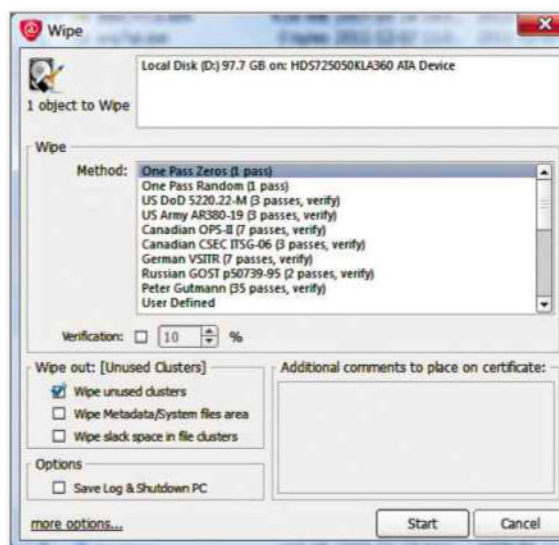 Wipe
1 object to Wipe
Local Disk (D:) 97.7 GB on: HDS725050KLA360 ATA Device
Wipe
Method:
One Pass Zeros (1 pass)
One Pass Random (1 pass)
US DoD 5220.22-M (3 passes, verify)
US Army AR380-19 (3 passes, verify)
Canadian OPS-II (7 passes, verify)
Canadian CSEC ITSG-06 (3 passes, verify)
German VSITR (7 passes, verify)
Russian GOST p50739-95 (2 passes, verify)
Peter Gutmann (35 passes, verify)
User Defined
Verification: 10 %
Wipe out: [Unused Clusters]
Wipe unused clusters
Wipe Metadata/System files area
Wipe slack space in file clusters
Additional comments to place on certificate:
Options
Save Log & Shutdown PC
more options...
Start
Cancel